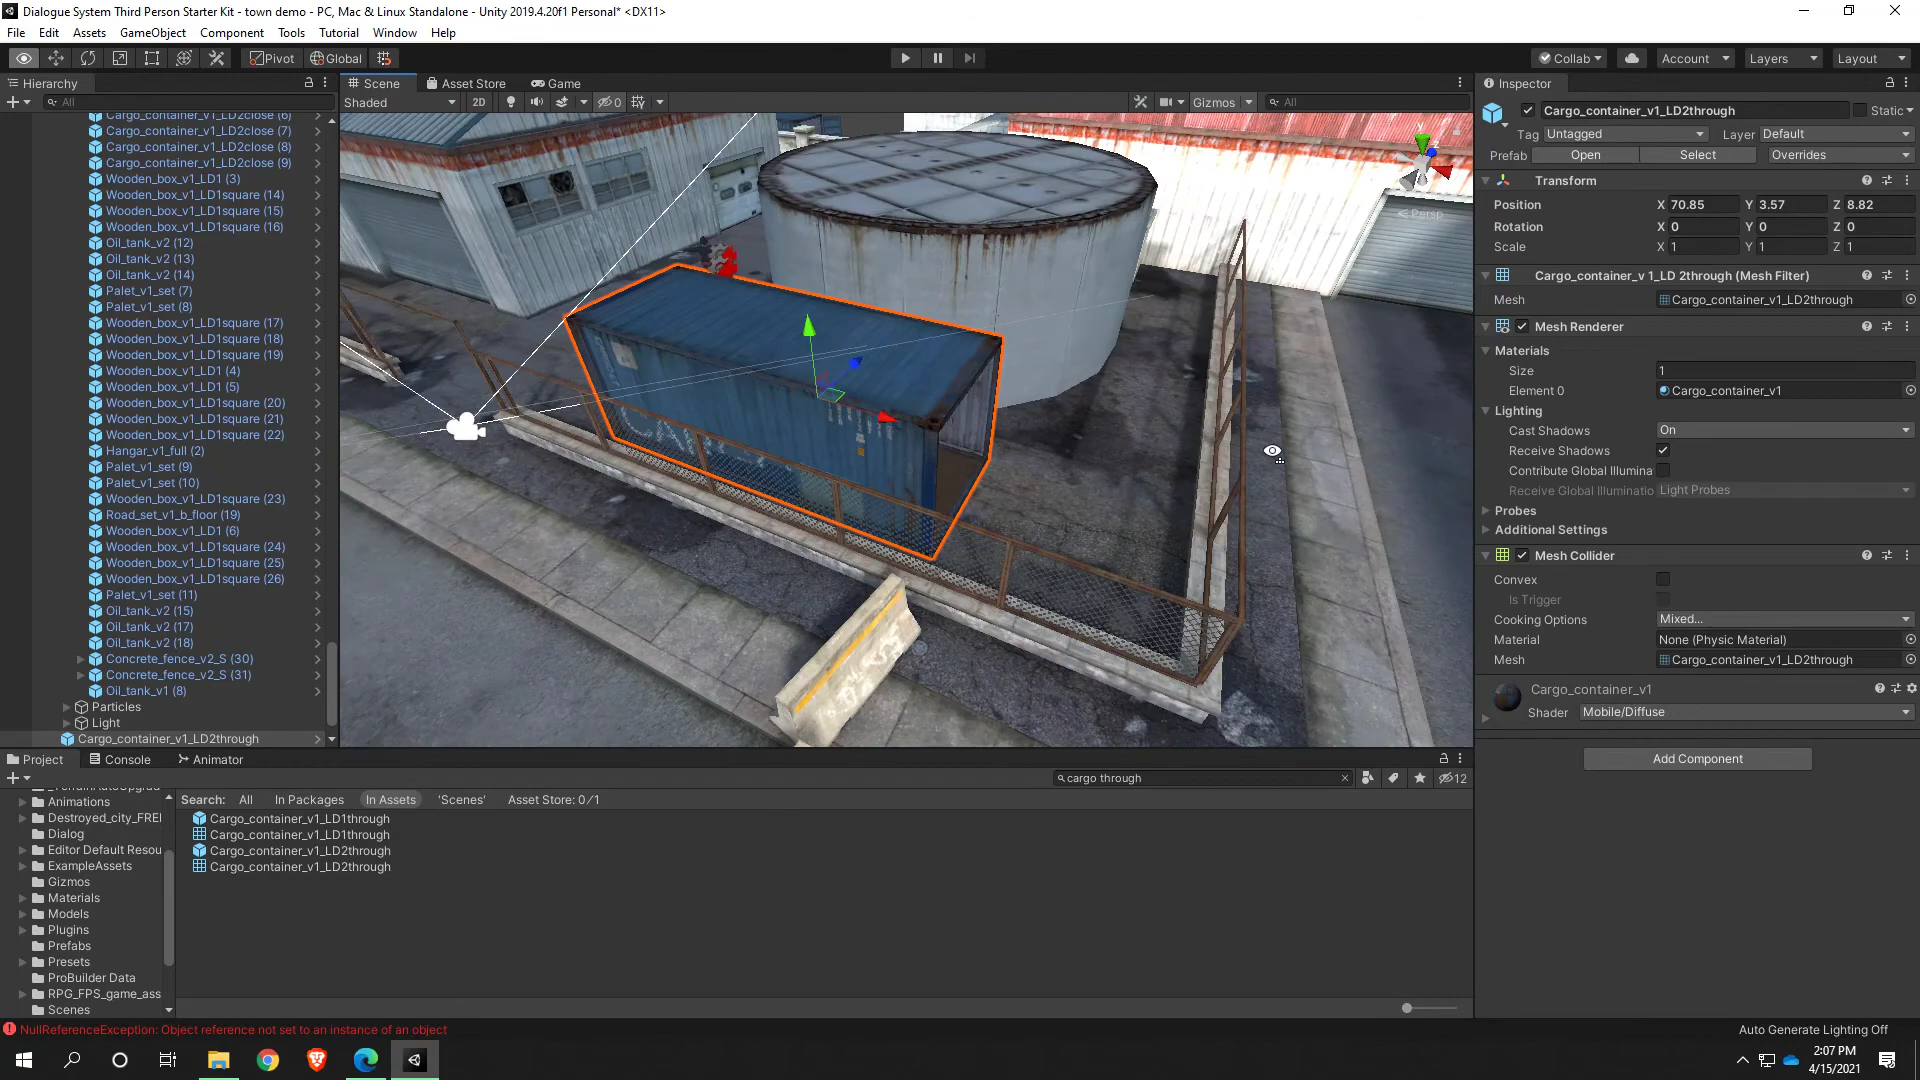 Dialogue System Third Person Starter Kit - town demo - PC, Mac & Linux Standalone - Unity 2019.4.20f1 Personal* <DX11>
File Edit Assets GameObject Component Tools Tutorial Window Help
Pivot Global Collab Account Layers Layout
Hierarchy
All
Cargo_container_v1_LD2close (6)
Cargo_container_v1_LD2close (7)
Cargo_container_v1_LD2close (8)
Cargo_container_v1_LD2close (9)
Wooden_box_v1_LD1 (3)
Wooden_box_v1_LD1square (14)
Wooden_box_v1_LD1square (15)
Wooden_box_v1_LD1square (16)
Oil_tank_v2 (12)
Oil_tank_v2 (13)
Oil_tank_v2 (14)
Palet_v1_set (7)
Palet_v1_set (8)
Wooden_box_v1_LD1square (17)
Wooden_box_v1_LD1square (18)
Wooden_box_v1_LD1square (19)
Wooden_box_v1_LD1 (4)
Wooden_box_v1_LD1 (5)
Wooden_box_v1_LD1square (20)
Wooden_box_v1_LD1square (21)
Wooden_box_v1_LD1square (22)
Hangar_v1_full (2)
Palet_v1_set (9)
Palet_v1_set (10)
Wooden_box_v1_LD1square (23)
Road_set_v1_b_floor (19)
Wooden_box_v1_LD1 (6)
Wooden_box_v1_LD1square (24)
Wooden_box_v1_LD1square (25)
Wooden_box_v1_LD1square (26)
Palet_v1_set (11)
Oil_tank_v2 (15)
Oil_tank_v2 (17)
Oil_tank_v2 (18)
Concrete_fence_v2_S (30)
Concrete_fence_v2_S (31)
Oil_tank_v1 (8)
Particles
Light
Cargo_container_v1_LD2through
Scene Asset Store Game
Shaded 2D 0 Gizmos All
Persp
Inspector
Cargo_container_v1_LD2through Static
Tag Untagged Layer Default
Prefab Open Select Overrides
Transform
Position X 70.85 Y 3.57 Z 8.82
Rotation X 0 Y 0 Z 0
Scale X 1 Y 1 Z 1
Cargo_container_v 1_LD 2through (Mesh Filter)
Mesh Cargo_container_v1_LD2through
Mesh Renderer
Materials
Size 1
Element 0 Cargo_container_v1
Lighting
Cast Shadows On
Receive Shadows
Contribute Global Illumina
Receive Global Illuminatio Light Probes
Probes
Additional Settings
Mesh Collider
Convex
Is Trigger
Cooking Options Mixed...
Material None (Physic Material)
Mesh Cargo_container_v1_LD2through
Cargo_container_v1
Shader Mobile/Diffuse
Add Component
Project Console Animator
cargo through 12
Animations
Destroyed_city_FREE
Dialog
Editor Default Resou
ExampleAssets
Gizmos
Materials
Models
Plugins
Prefabs
Presets
ProBuilder Data
RPG_FPS_game_ass
Scenes
Search: All In Packages In Assets 'Scenes' Asset Store: 0/1
Cargo_container_v1_LD1through
Cargo_container_v1_LD1through
Cargo_container_v1_LD2through
Cargo_container_v1_LD2through
NullReferenceException: Object reference not set to an instance of an object
Auto Generate Lighting Off
2:07 PM
4/15/2021